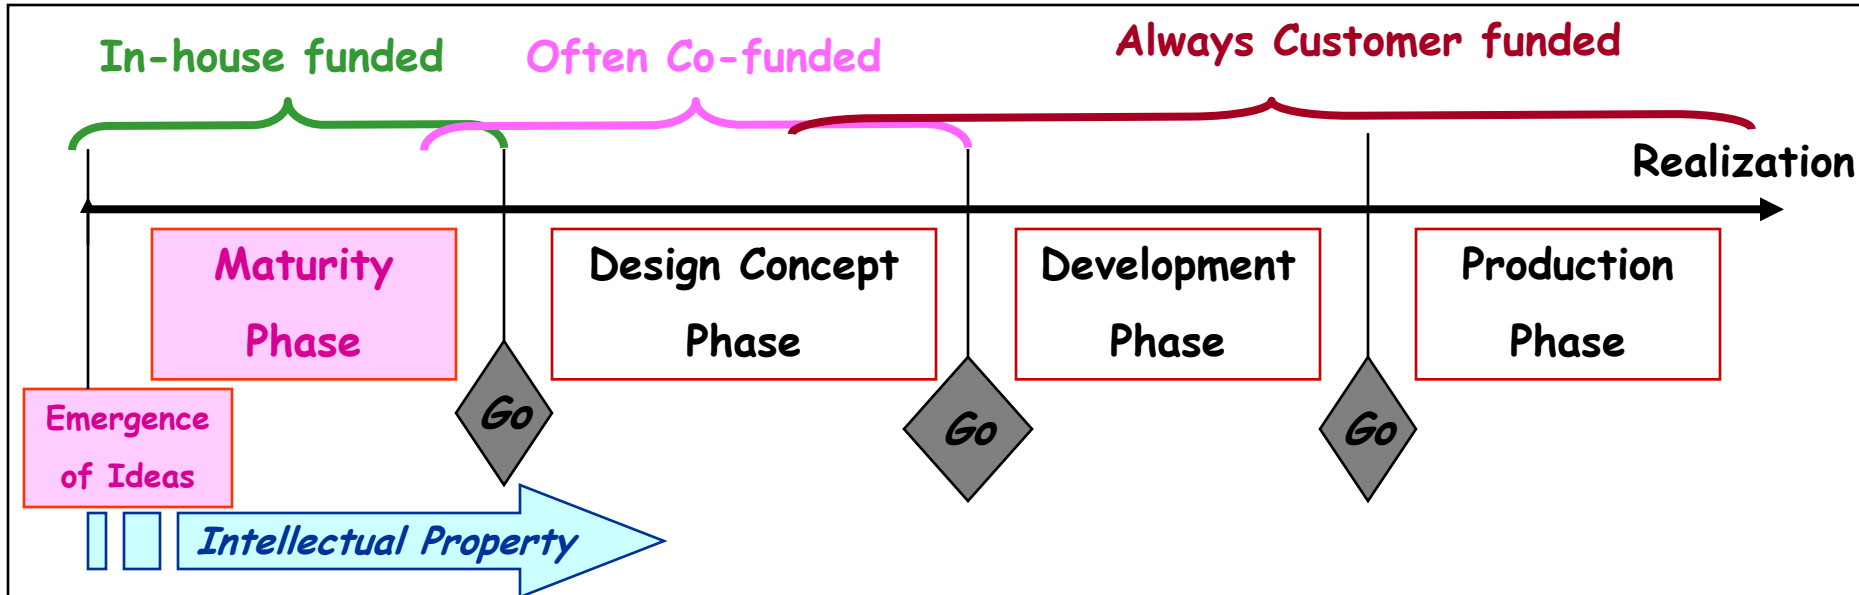 In-house funded
Often Co-funded
Always Customer funded
Realization
Maturity
Phase
Design Concept
Phase
Development
Phase
Production
Phase
Emergence
of Ideas
Go
Go
Go
Intellectual Property